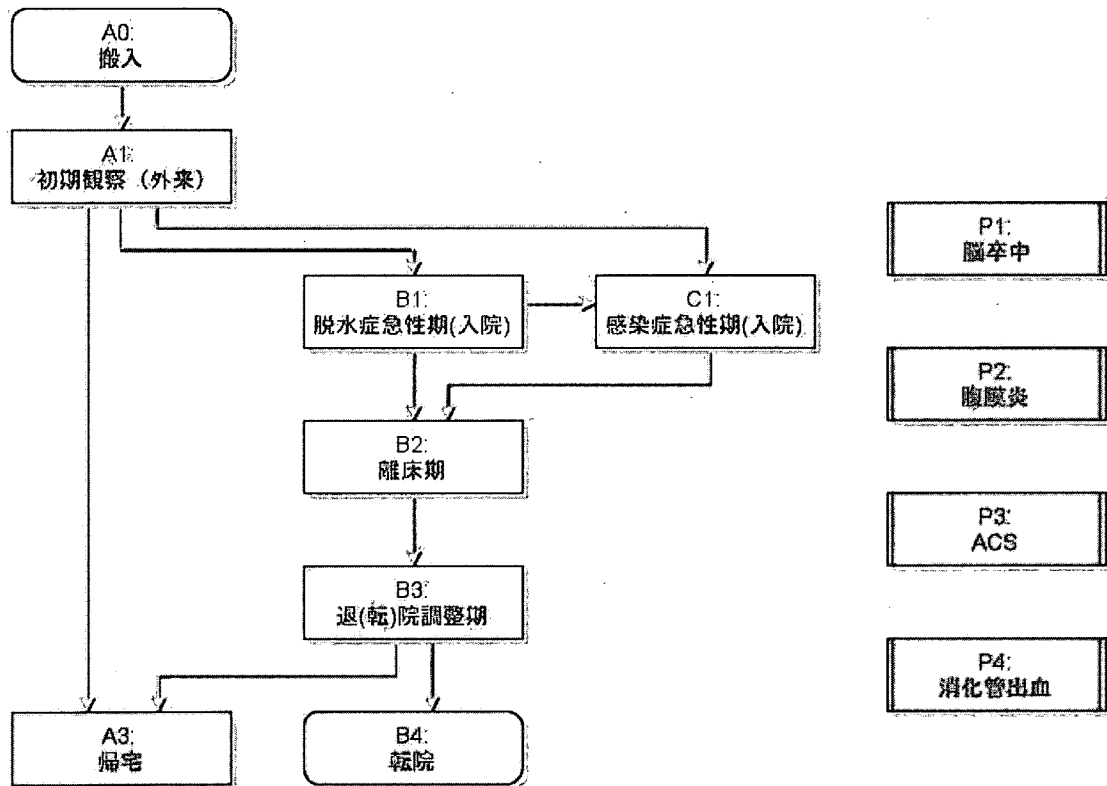 A0:
搬入
A1:
初期観察（外来）
B1:
脱水症急性期(入院)
C1:
感染症急性期(入院)
P1:
脳卒中
P2:
腹膜炎
B2:
離床期
P3:
ACS
B3:
退(転)院調整期
P4:
消化管出血
A3:
帰宅
B4:
転院